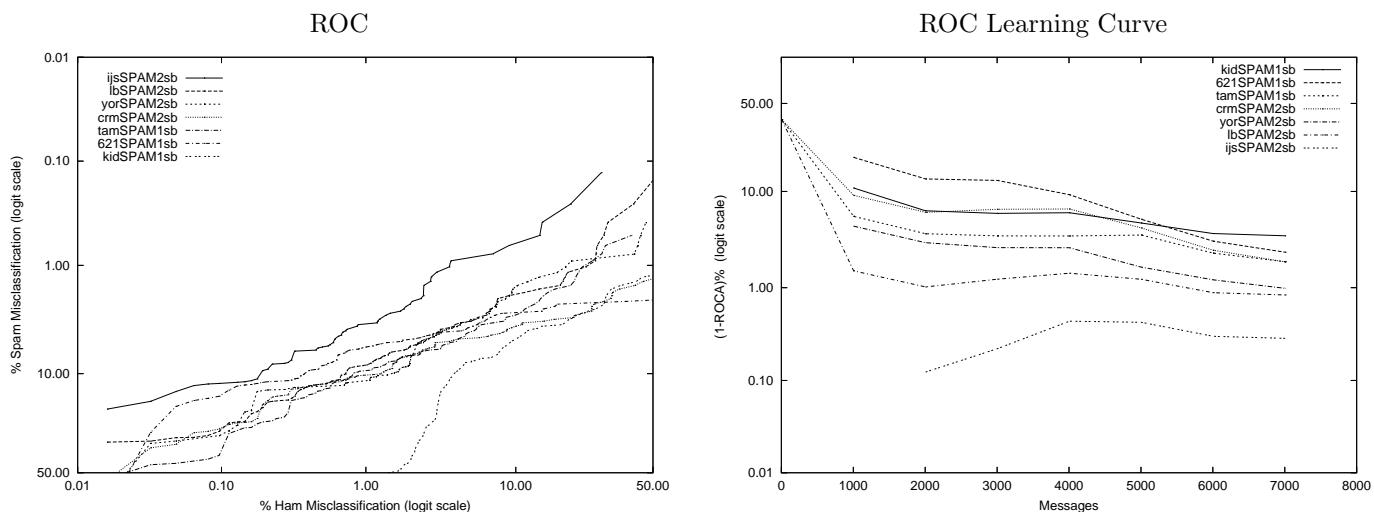 ROC
% Spam Misclassification (logit scale)
0.01
0.10
1.00
10.00
50.00
ijsSPAM2sb
lbSPAM2sb
yorSPAM2sb
crmSPAM2sb
tamSPAM1sb
621SPAM1sb
kidSPAM1sb
0.01 0.10 1.00 10.00 50.00
% Ham Misclassification (logit scale)
ROC Learning Curve
(1-ROCA)% (logit scale)
50.00
10.00
1.00
0.10
0.01
kidSPAM1sb
621SPAM1sb
tamSPAM1sb
crmSPAM2sb
yorSPAM2sb
lbSPAM2sb
ijsSPAM2sb
0 1000 2000 3000 4000 5000 6000 7000 8000
Messages